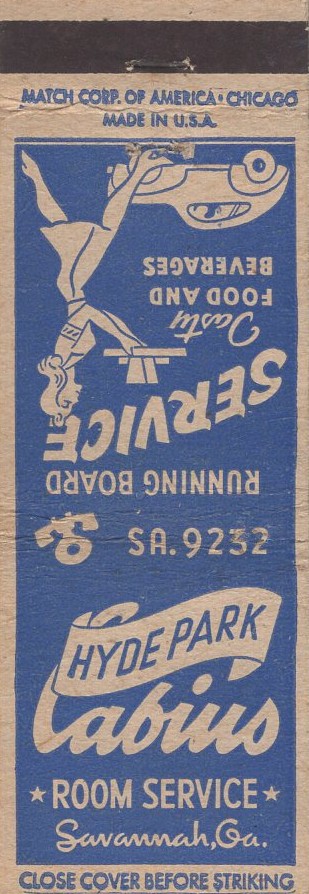 MATCH CORP. OF AMERICA · CHICAGO
MADE IN U.S.A.
RUNNING BOARD
SERVICE
Tasty
FOOD AND
BEVERAGES
SA. 9232
HYDE PARK
Cabins
★ROOM SERVICE★
Savannah, Ga.
CLOSE COVER BEFORE STRIKING